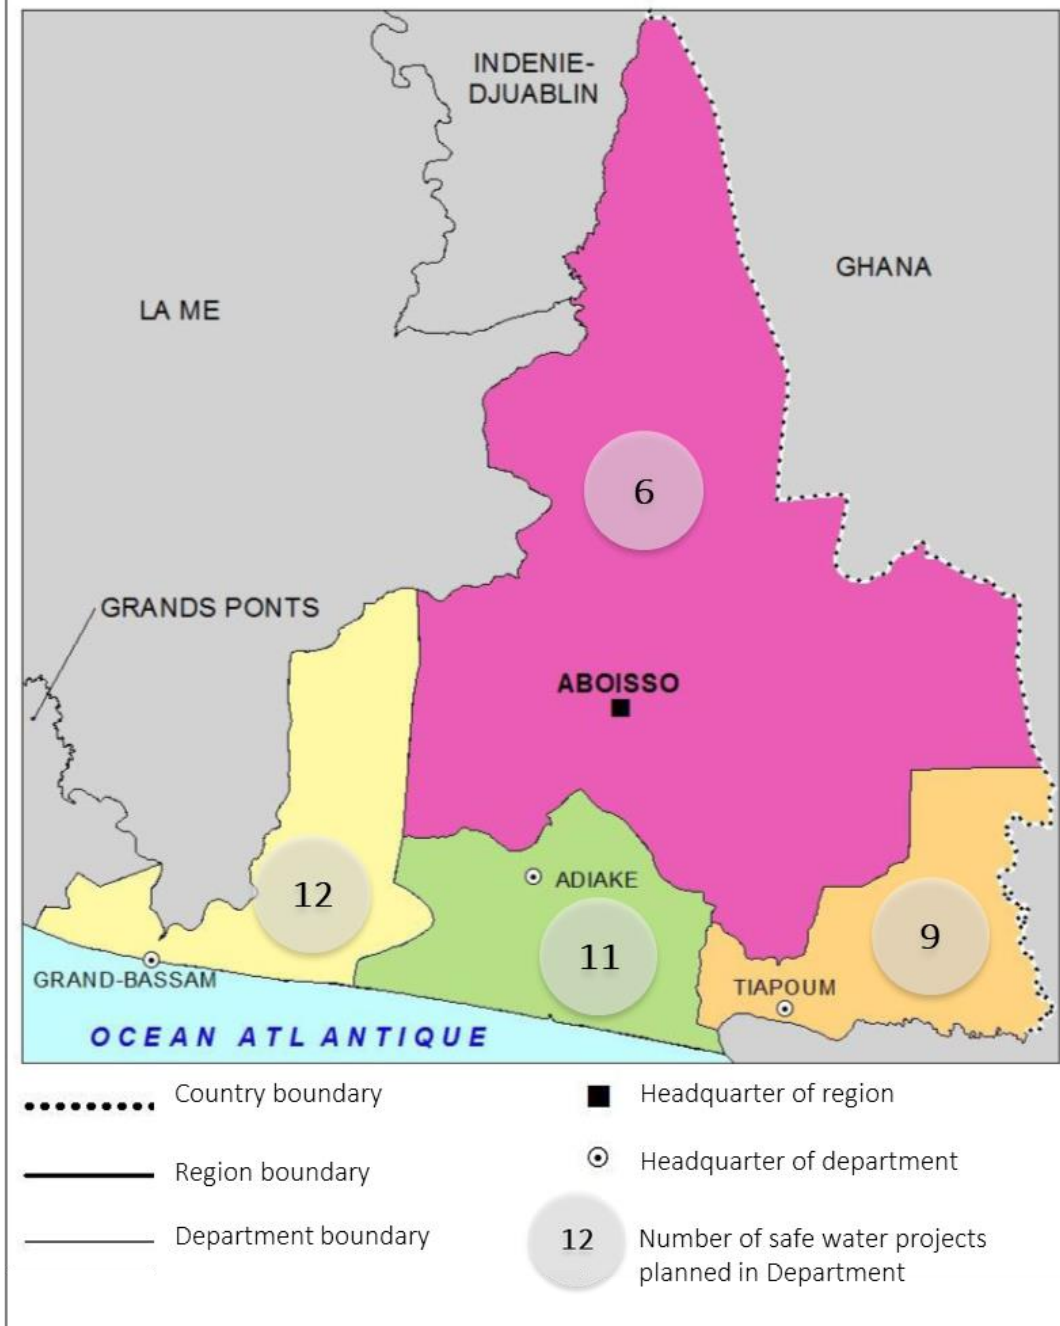 INDENIE-
DJUABLIN
GHANA
LA ME
6
GRANDS PONTS
ABOISSO
ADIAKE
12
11
9
GRAND-BASSAM
TIAPOUM
OCEAN ATLANTIQUE
Country boundary
Headquarter of region
Region boundary
Headquarter of department
Department boundary
12
Number of safe water projects
planned in Department